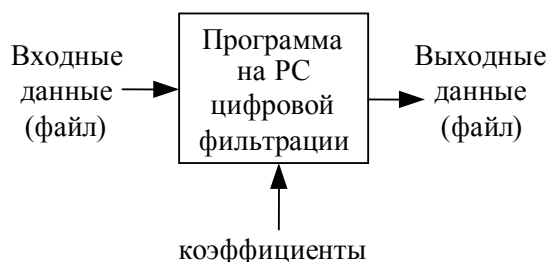 Входные
данные
(файл)
Программа
на PC
цифровой
фильтрации
Выходные
данные
(файл)
коэффициенты